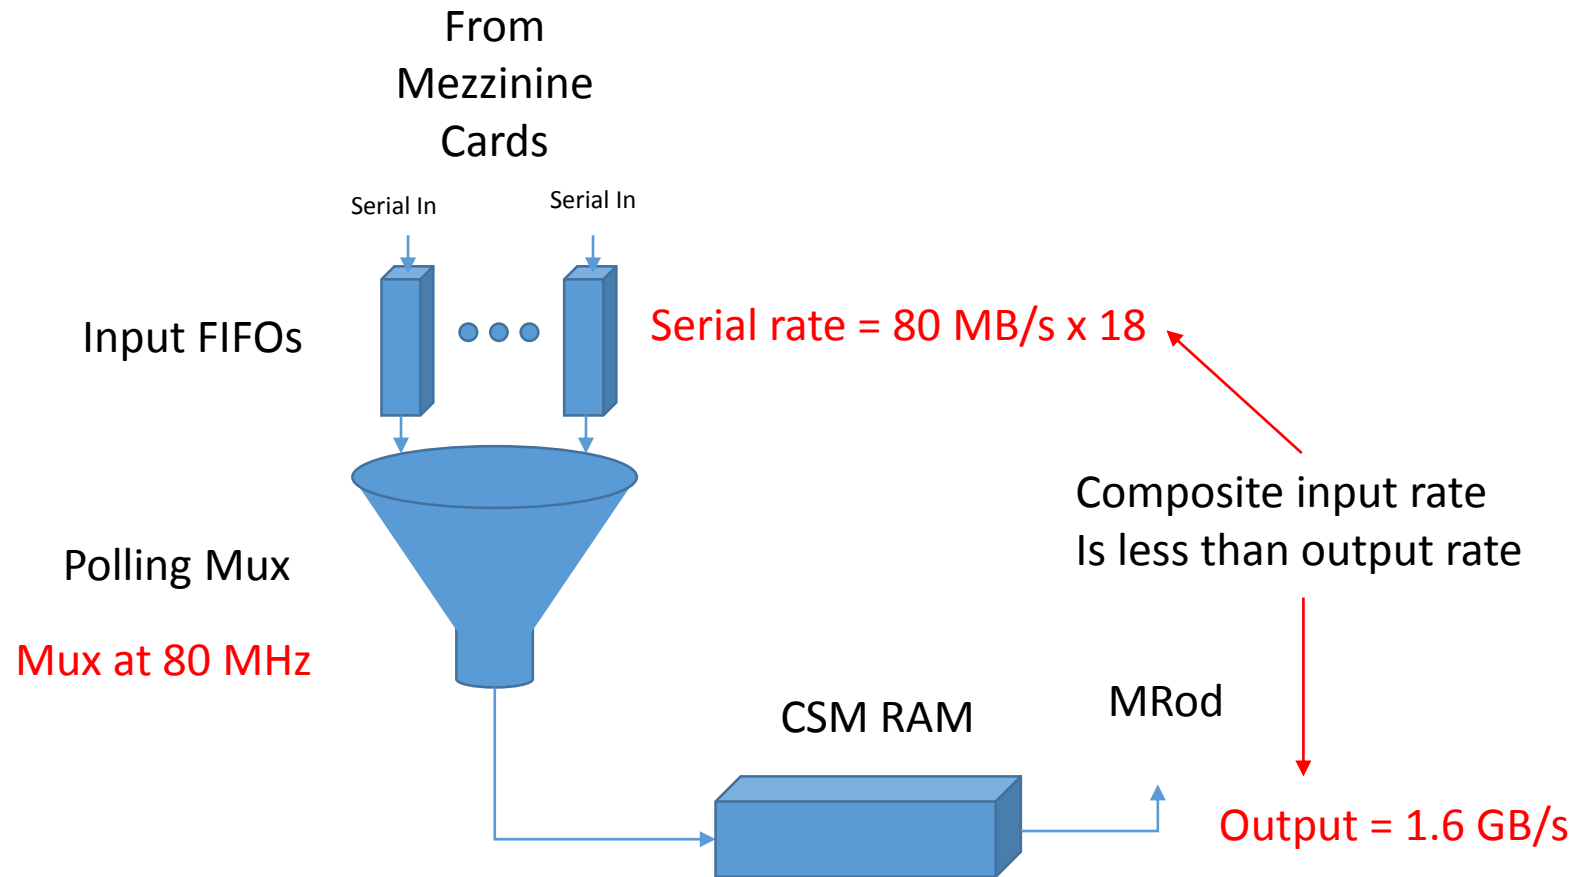 From
Mezzinine
Cards
Serial In
Serial In
Input FIFOs
Serial rate = 80 MB/s x 18
Composite input rate
Is less than output rate
Polling Mux
Mux at 80 MHz
CSM RAM
MRod
Output = 1.6 GB/s